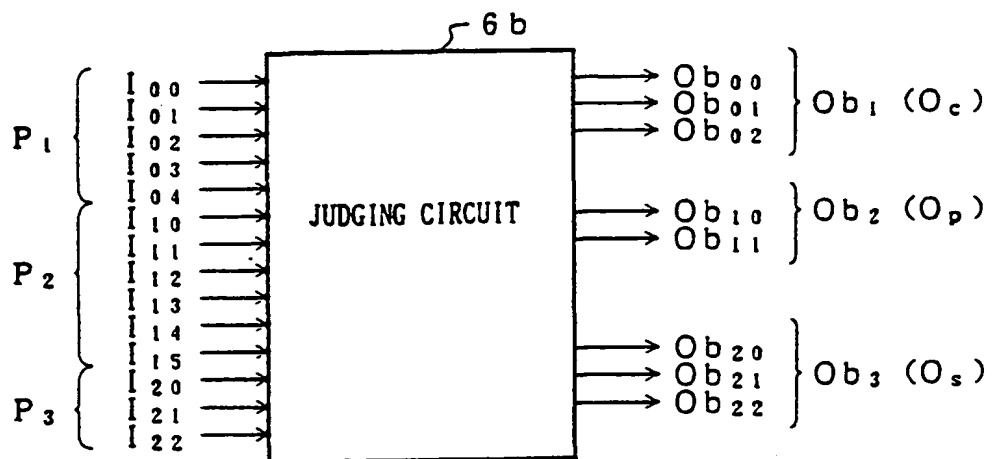 6b
P₁
I₀₀
I₀₁
I₀₂
I₀₃
I₀₄
P₂
I₁₀
I₁₁
I₁₂
I₁₃
I₁₄
I₁₅
P₃
I₂₀
I₂₁
I₂₂
JUDGING CIRCUIT
Ob₀₀
Ob₀₁
Ob₀₂
Ob₁ (O_c)
Ob₁₀
Ob₁₁
Ob₂ (Oₚ)
Ob₂₀
Ob₂₁
Ob₂₂
Ob₃ (Oₛ)